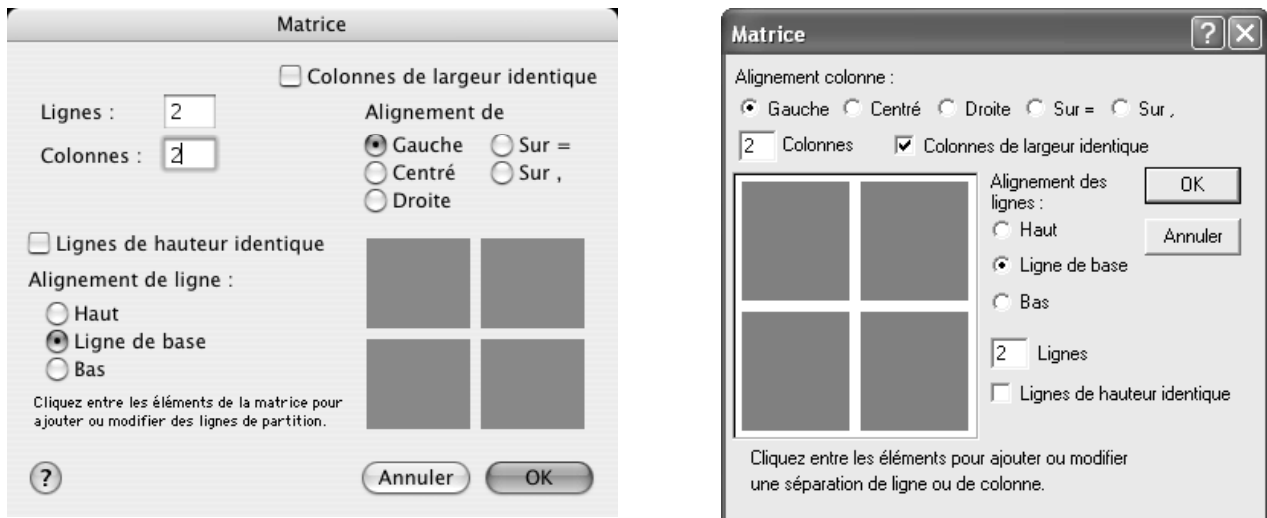 Matrice
Colonnes de largeur identique
Lignes : 2
Colonnes : 2
Alignement de
Gauche Sur =
Centré Sur ,
Droite
Lignes de hauteur identique
Alignement de ligne :
Haut
Ligne de base
Bas
Cliquez entre les éléments de la matrice pour
ajouter ou modifier des lignes de partition.
? Annuler OK
Matrice ?
Alignement colonne :
Gauche Centré Droite Sur = Sur ,
2 Colonnes Colonnes de largeur identique
Alignement des
lignes :
OK
Haut
Annuler
Ligne de base
Bas
2 Lignes
Lignes de hauteur identique
Cliquez entre les éléments pour ajouter ou modifier
une séparation de ligne ou de colonne.